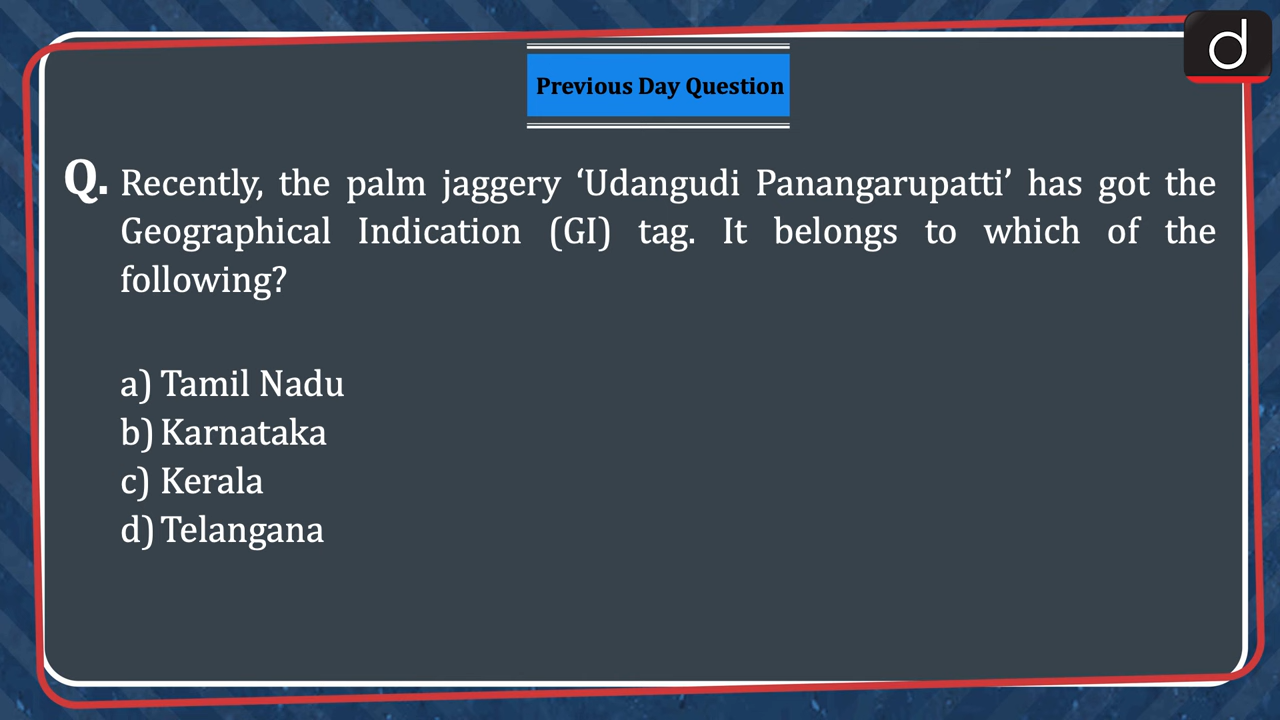 d
Previous Day Question
Q. Recently, the palm jaggery ‘Udangudi Panangarupatti’ has got the
Geographical Indication (GI) tag. It belongs to which of the
following?
a) Tamil Nadu
b) Karnataka
c) Kerala
d) Telangana